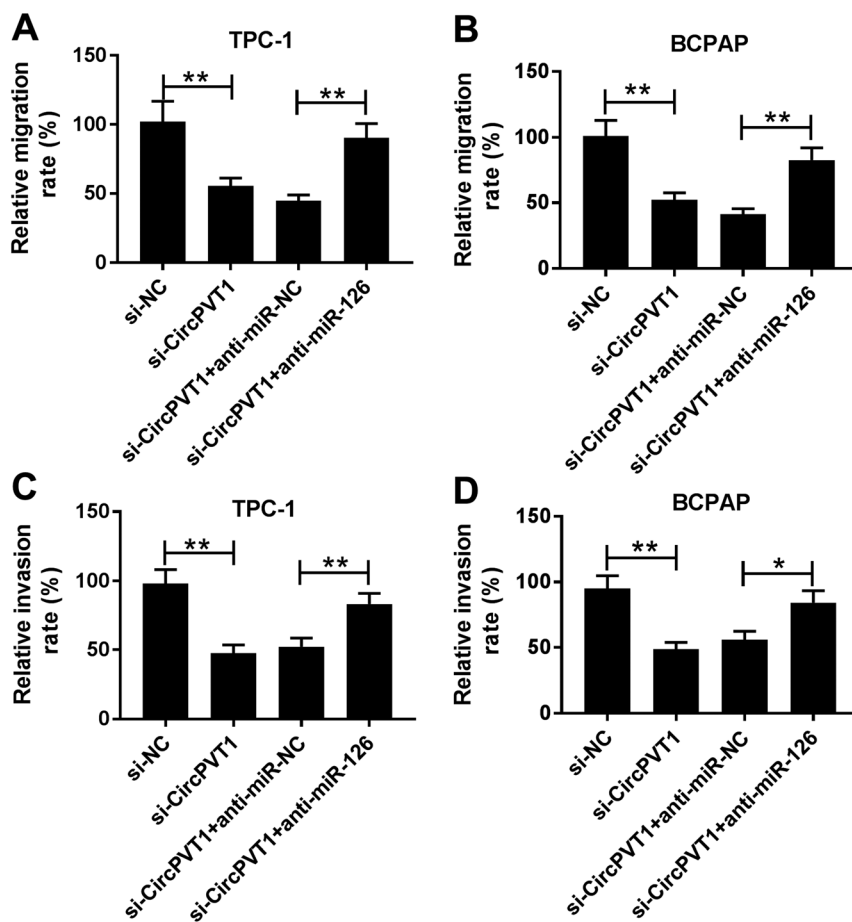 A
TPC-1
Relative migration
rate (%)
150
100
50
0
**
**
si-NC
si-CircPVT1
si-CircPVT1+anti-miR-NC
si-CircPVT1+anti-miR-126
B
BCPAP
Relative migration
rate (%)
150
100
50
0
**
**
si-NC
si-CircPVT1
si-CircPVT1+anti-miR-NC
si-CircPVT1+anti-miR-126
C
TPC-1
Relative invasion
rate (%)
150
100
50
0
**
**
si-NC
si-CircPVT1
si-CircPVT1+anti-miR-NC
si-CircPVT1+anti-miR-126
D
BCPAP
Relative invasion
rate (%)
150
100
50
0
**
*
si-NC
si-CircPVT1
si-CircPVT1+anti-miR-NC
si-CircPVT1+anti-miR-126